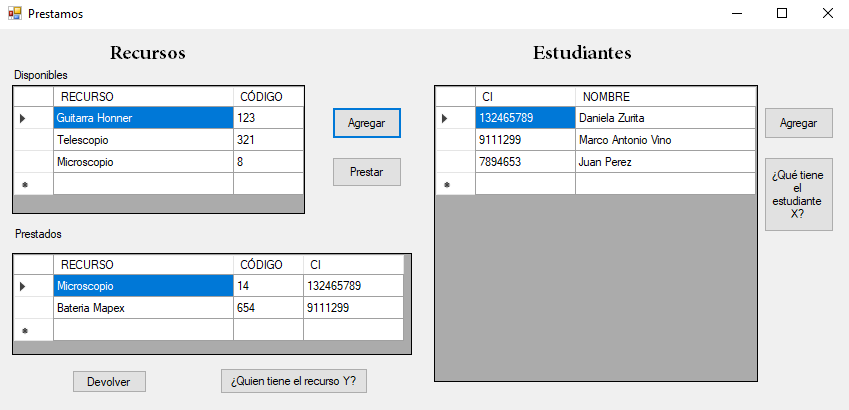 Prestamos
Recursos
Disponibles
RECURSO CÓDIGO
Guitarra Honner 123
Telescopio 321
Microscopio 8
Agregar
Prestar
Prestados
RECURSO CÓDIGO CI
Microscopio 14 132465789
Bateria Mapex 654 9111299
Devolver
¿Quien tiene el recurso Y?
Estudiantes
CI NOMBRE
132465789 Daniela Zurita
9111299 Marco Antonio Vino
7894653 Juan Perez
Agregar
¿Qué tiene
el
estudiante
X?